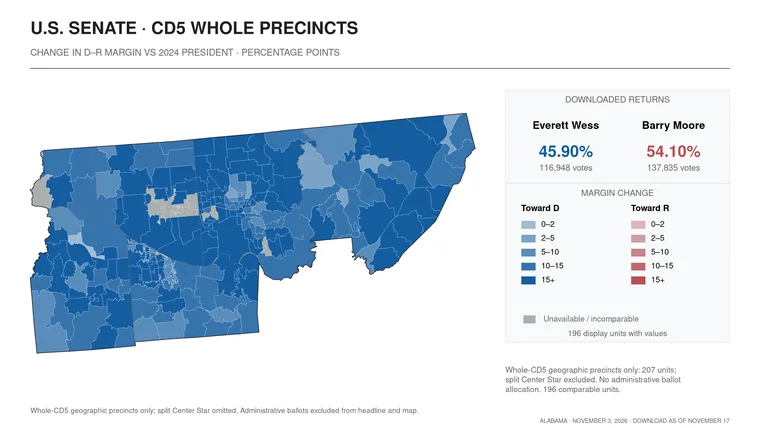 U.S. SENATE · CD5 WHOLE PRECINCTS
CHANGE IN D–R MARGIN VS 2024 PRESIDENT · PERCENTAGE POINTS
DOWNLOADED RETURNS
Everett Wess Barry Moore
45.90% 54.10%
116,948 votes 137,835 votes
MARGIN CHANGE
Toward D Toward R
0–2 0–2
2–5 2–5
5–10 5–10
10–15 10–15
15+ 15+
Unavailable / incomparable
196 display units with values
Whole-CD5 geographic precincts only: 207 units;
split Center Star excluded. No administrative ballot
allocation. 196 comparable units.
Whole-CD5 geographic precincts only; split Center Star omitted. Administrative ballots excluded from headline and map.
ALABAMA · NOVEMBER 3, 2026 · DOWNLOAD AS OF NOVEMBER 17